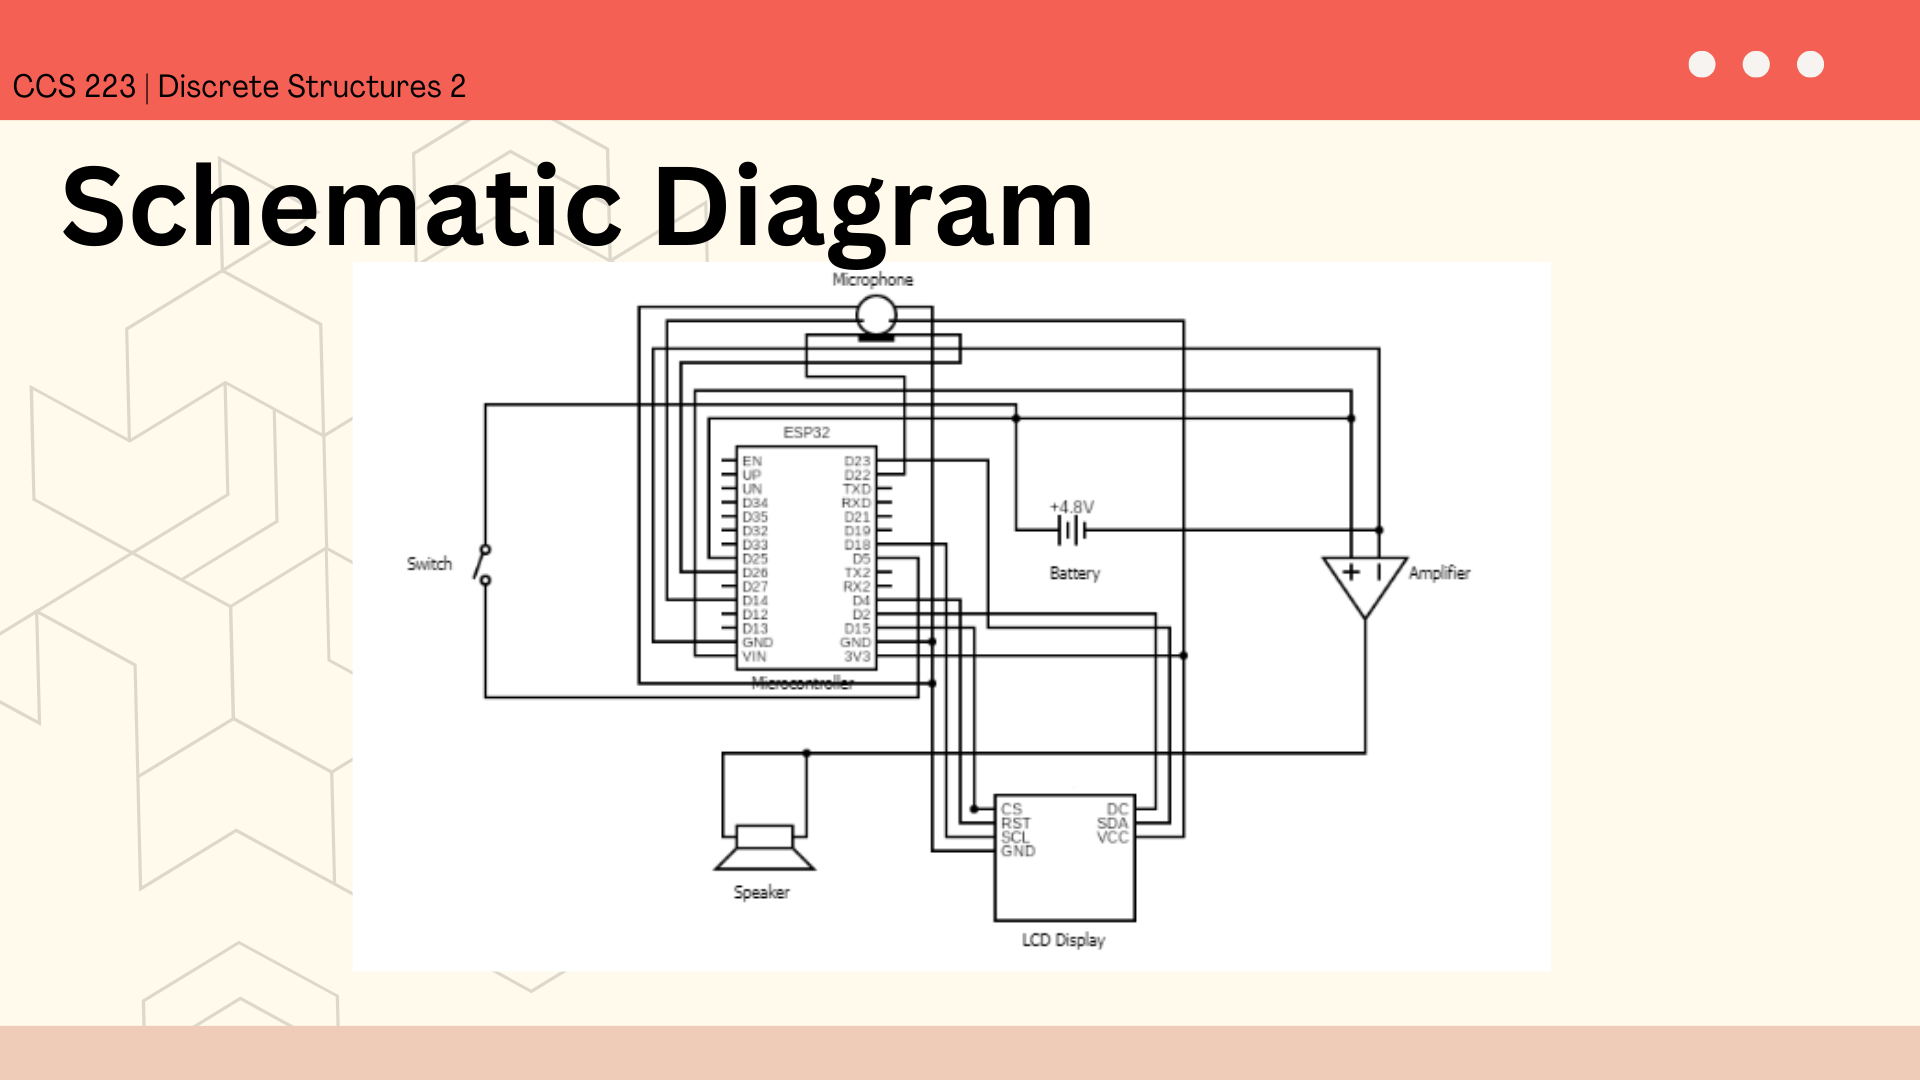 CCS 223 | Discrete Structures 2
Schematic Diagram
Microphone
ESP32
EN
UP
UN
D34
D35
D32
D33
D25
D26
D27
D14
D12
D13
GND
VIN
D23
D22
TXD
RXD
D21
D19
D18
D5
TX2
RX2
D4
D2
D15
GND
3V3
Microcontroller
Switch
+4.8V
Battery
+ |
Amplifier
Speaker
CS
RST
SCL
GND
DC
SDA
VCC
LCD Display